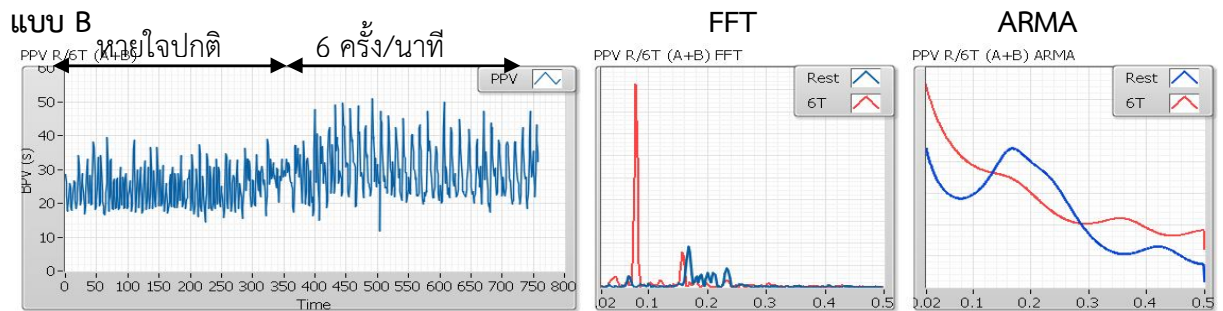 แบบ B
FFT
ARMA
หายใจปกติ
6 ครั้ง/นาที
PPV R/6T (A+B)
PPV
BPV (s)
60
50
40
30
20
10
0
0 50 100 150 200 250 300 350 400 450 500 550 600 650 700 750 800
Time
PPV R/6T (A+B) FFT
Rest
6T
.02 0.1 0.2 0.3 0.4 0.5
PPV R/6T (A+B) ARMA
Rest
6T
0.02 0.1 0.2 0.3 0.4 0.5